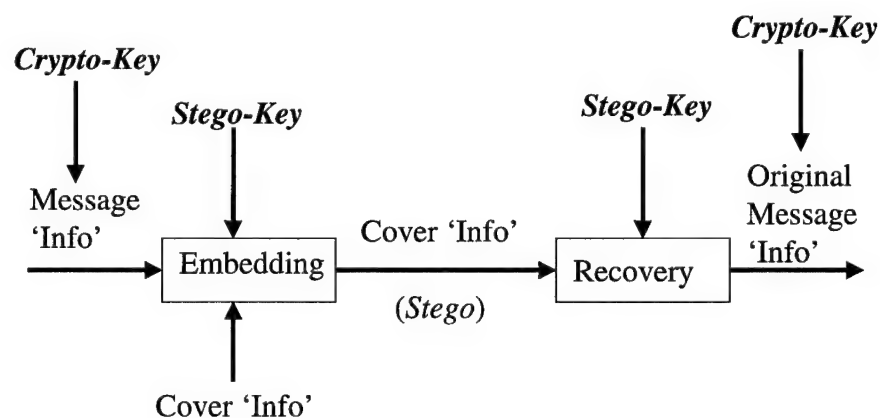 Crypto-Key
Crypto-Key
Stego-Key
Stego-Key
Message
'Info'
Original
Message
'Info'
Cover 'Info'
Embedding
Recovery
(Stego)
Cover 'Info'